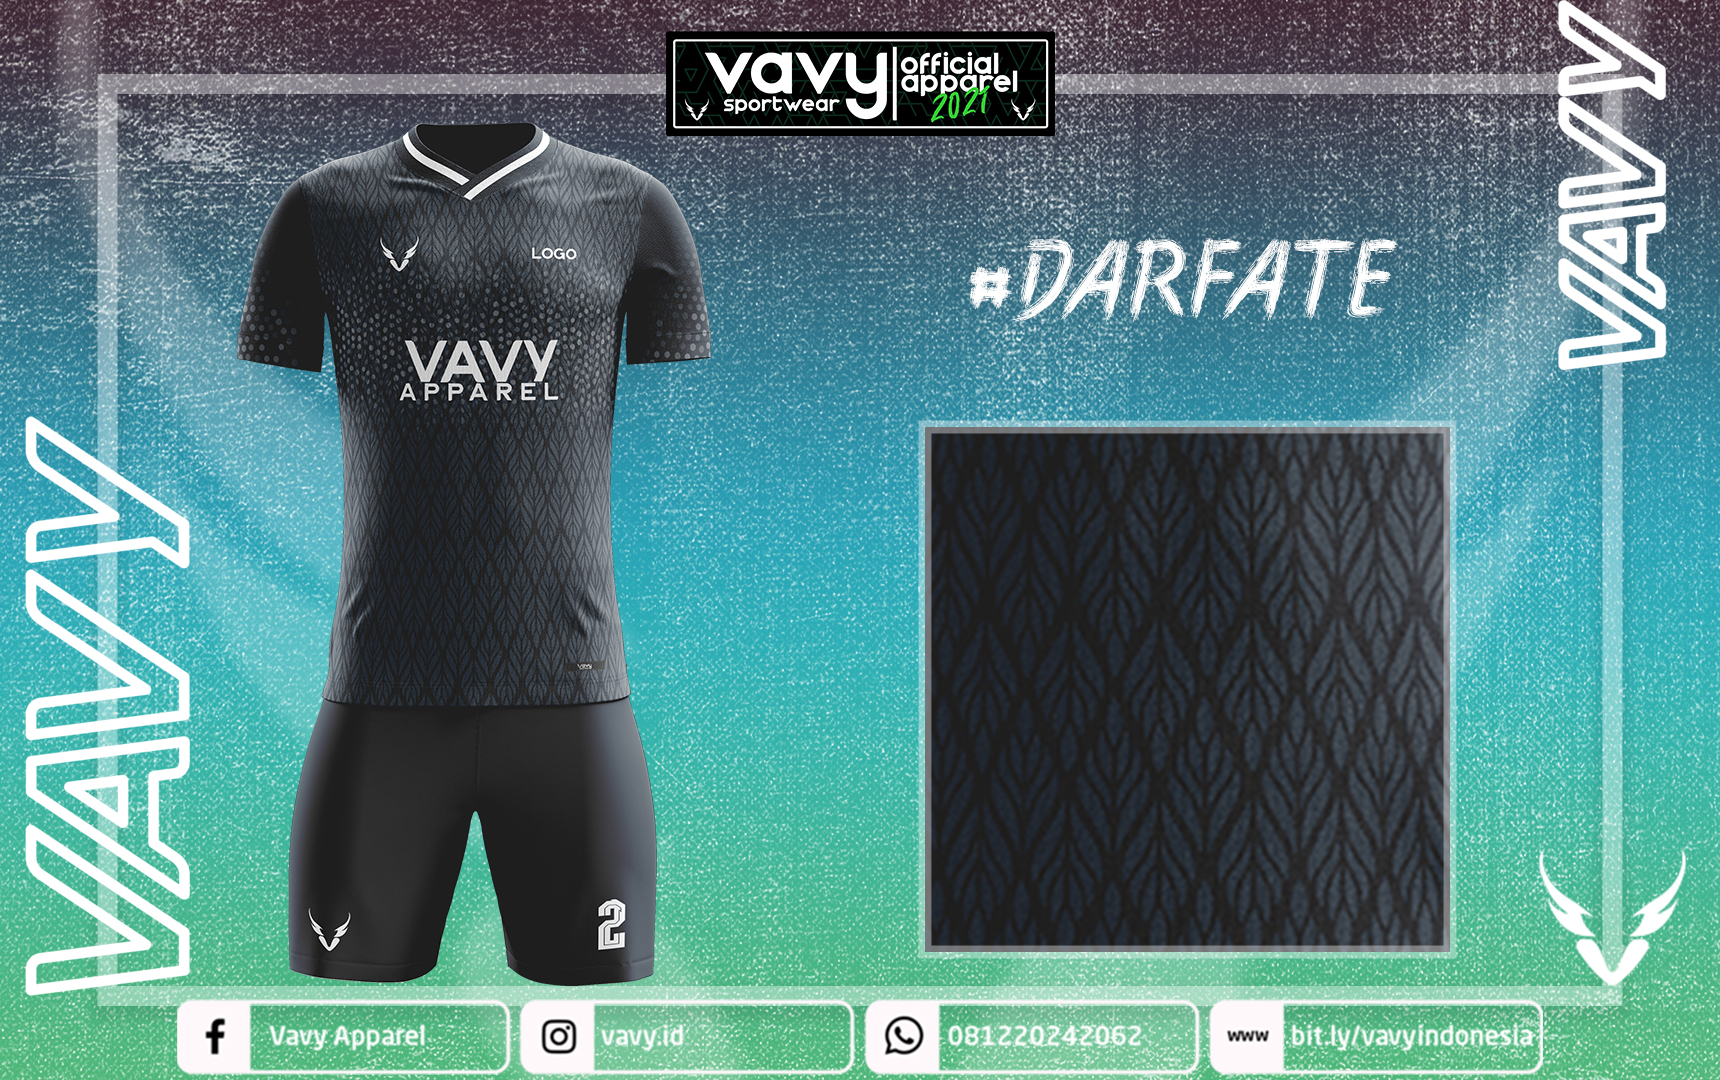 vavy
sportwear
official
apparel
2021
VAVY
#DARFATE
LOGO
VAVY
APPAREL
VAVY
vavy
2
Vavy Apparel
vavy.id
081220242062
www
bit.ly/vavyindonesia